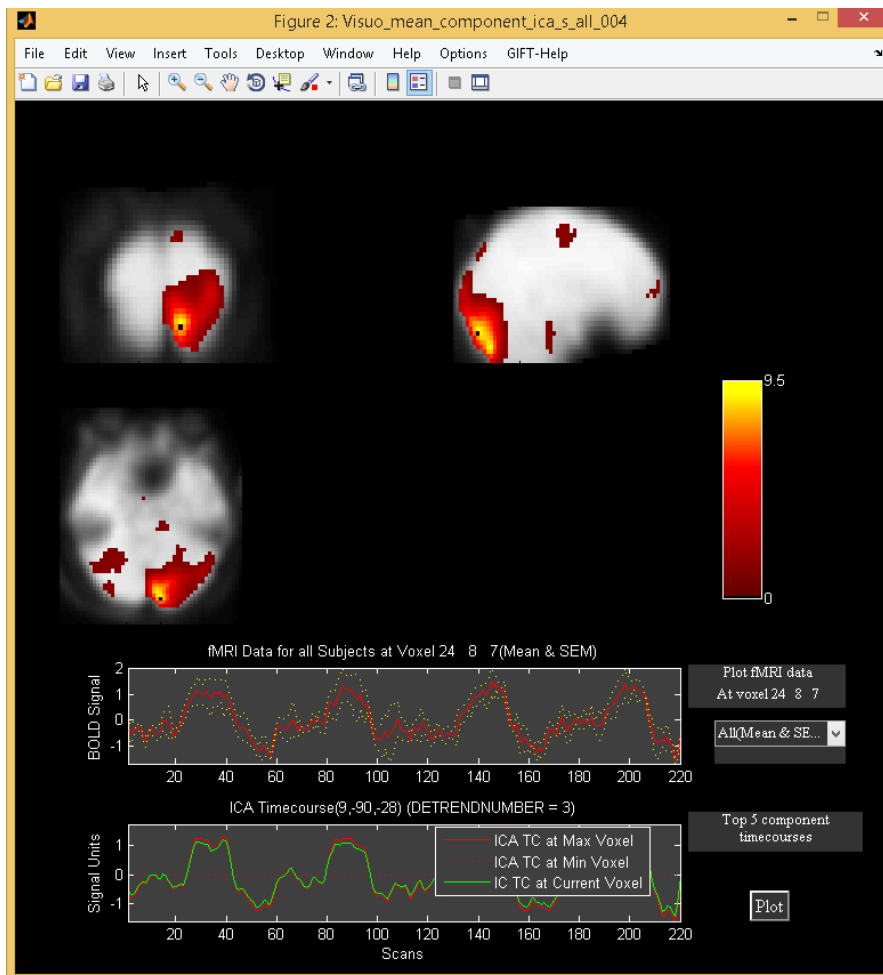 Figure 2: Visuo_mean_component_ica_s_all_004
File Edit View Insert Tools Desktop Window Help Options GIFT-Help
9.5
0
fMRI Data for all Subjects at Voxel 24 8 7(Mean & SEM)
BOLD Signal
2
1
0
-1
20 40 60 80 100 120 140 160 180 200 220
Plot fMRI data
At voxel 24 8 7
All(Mean & SE...
ICA Timecourse(9,-90,-28) (DETRENDNUMBER = 3)
Signal Units
1
0
-1
ICA TC at Max Voxel
ICA TC at Min Voxel
IC TC at Current Voxel
20 40 60 80 100 120 140 160 180 200 220
Scans
Top 5 component
timecourses
Plot